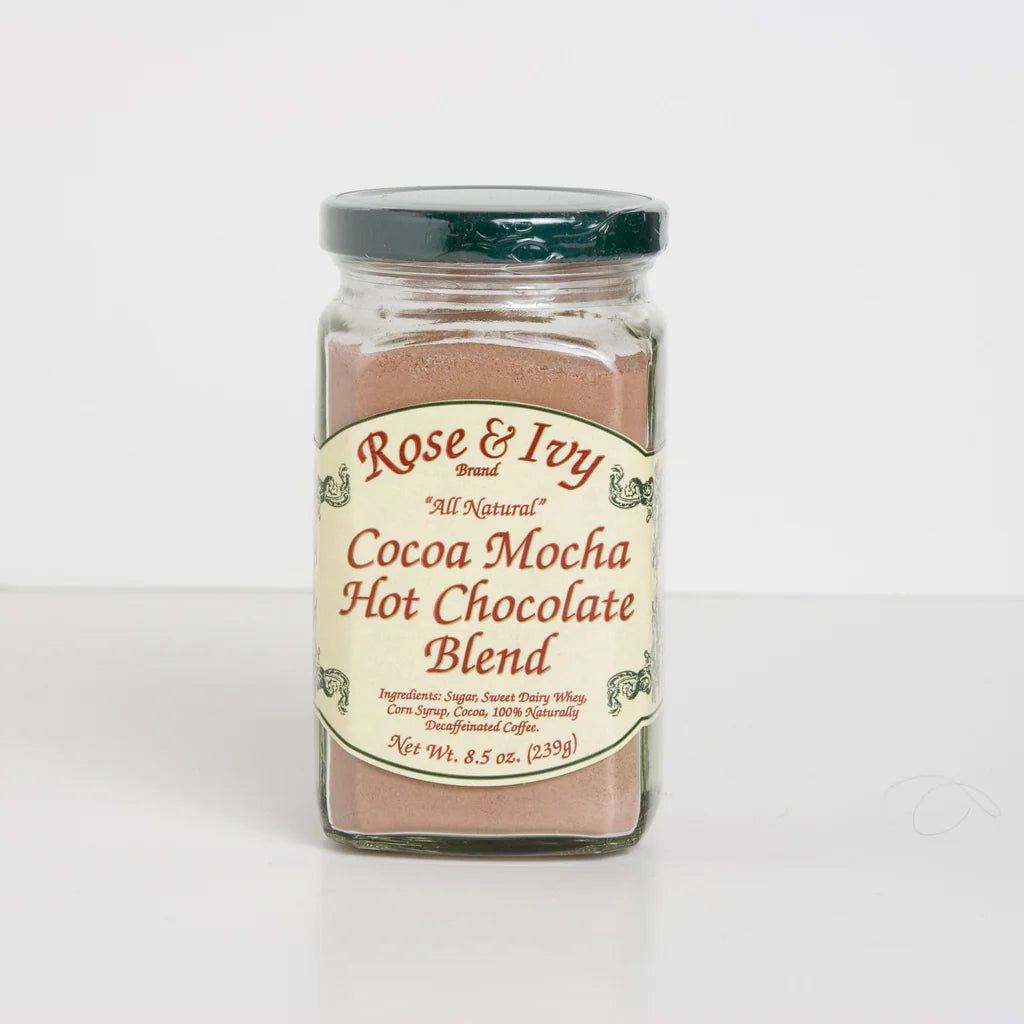 Rose & Ivy
Brand
“All Natural”
Cocoa Mocha
Hot Chocolate
Blend
Ingredients: Sugar, Sweet Dairy Whey,
Corn Syrup, Cocoa, 100% Naturally
Decaffeinated Coffee.
Net Wt. 8.5 oz. (239g)